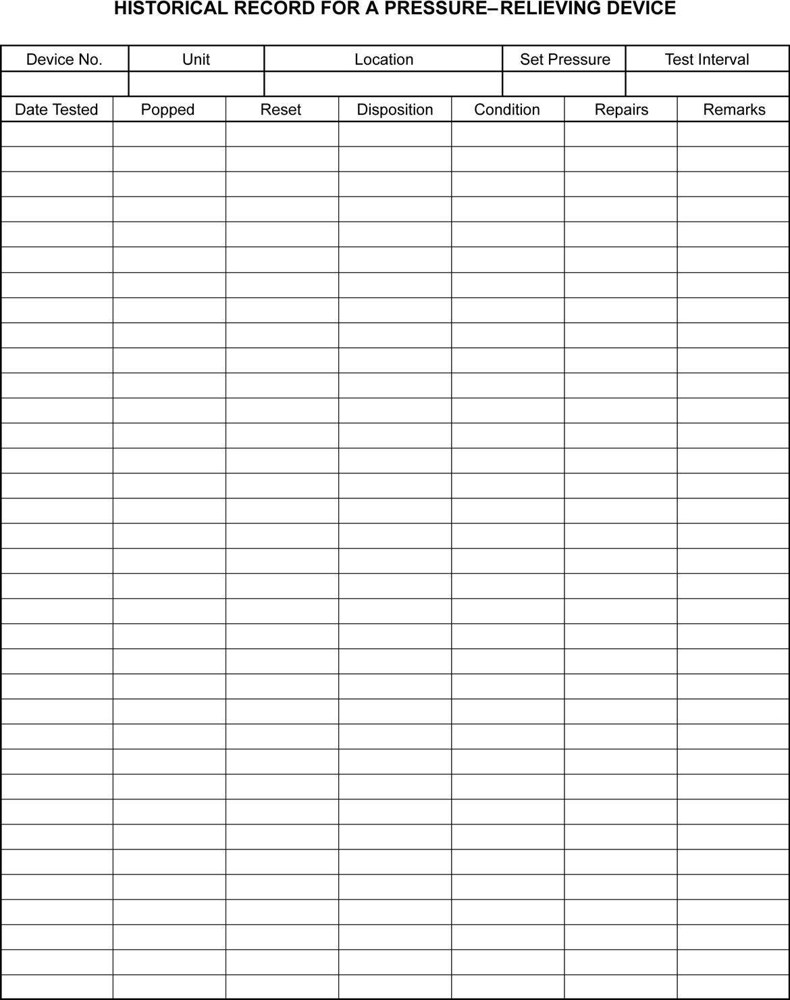 HISTORICAL RECORD FOR A PRESSURE–RELIEVING DEVICE
Device No. Unit Location Set Pressure Test Interval
Date Tested Popped Reset Disposition Condition Repairs Remarks